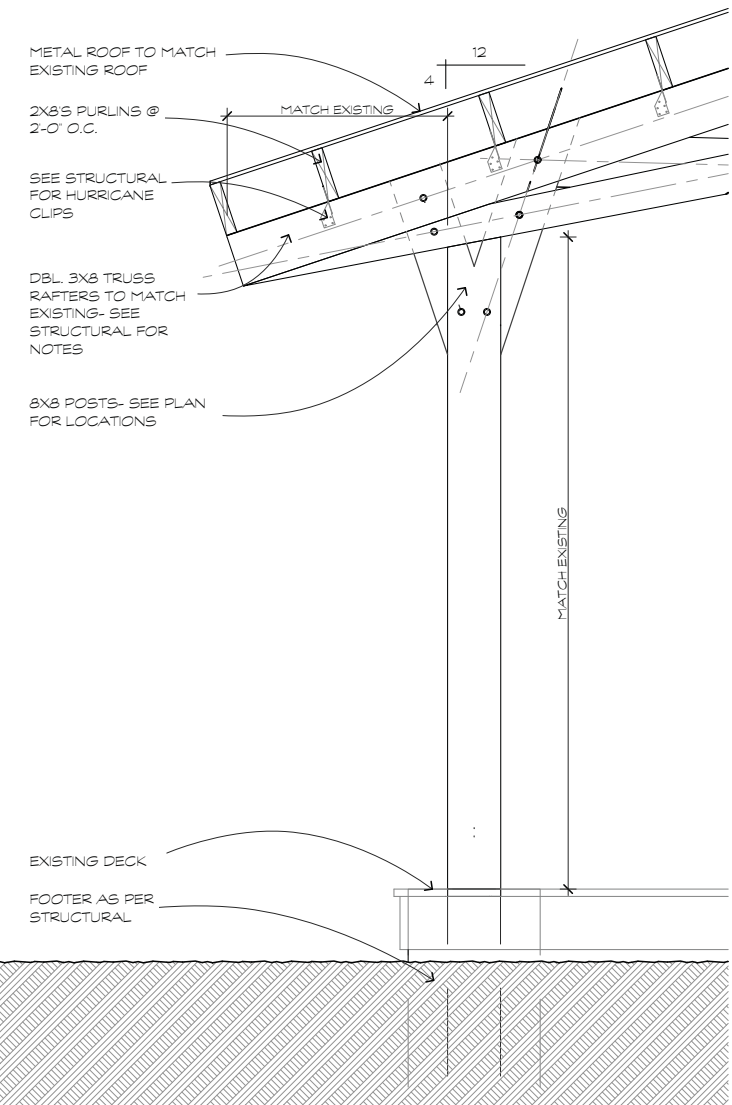 METAL ROOF TO MATCH
EXISTING ROOF
12
4
2X8'S PURLINS @
2'-0" O.C.
MATCH EXISTING
SEE STRUCTURAL
FOR HURRICANE
CLIPS
DBL. 3X8 TRUSS
RAFTERS TO MATCH
EXISTING- SEE
STRUCTURAL FOR
NOTES
8X8 POSTS- SEE PLAN
FOR LOCATIONS
MATCH EXISTING
EXISTING DECK
FOOTER AS PER
STRUCTURAL